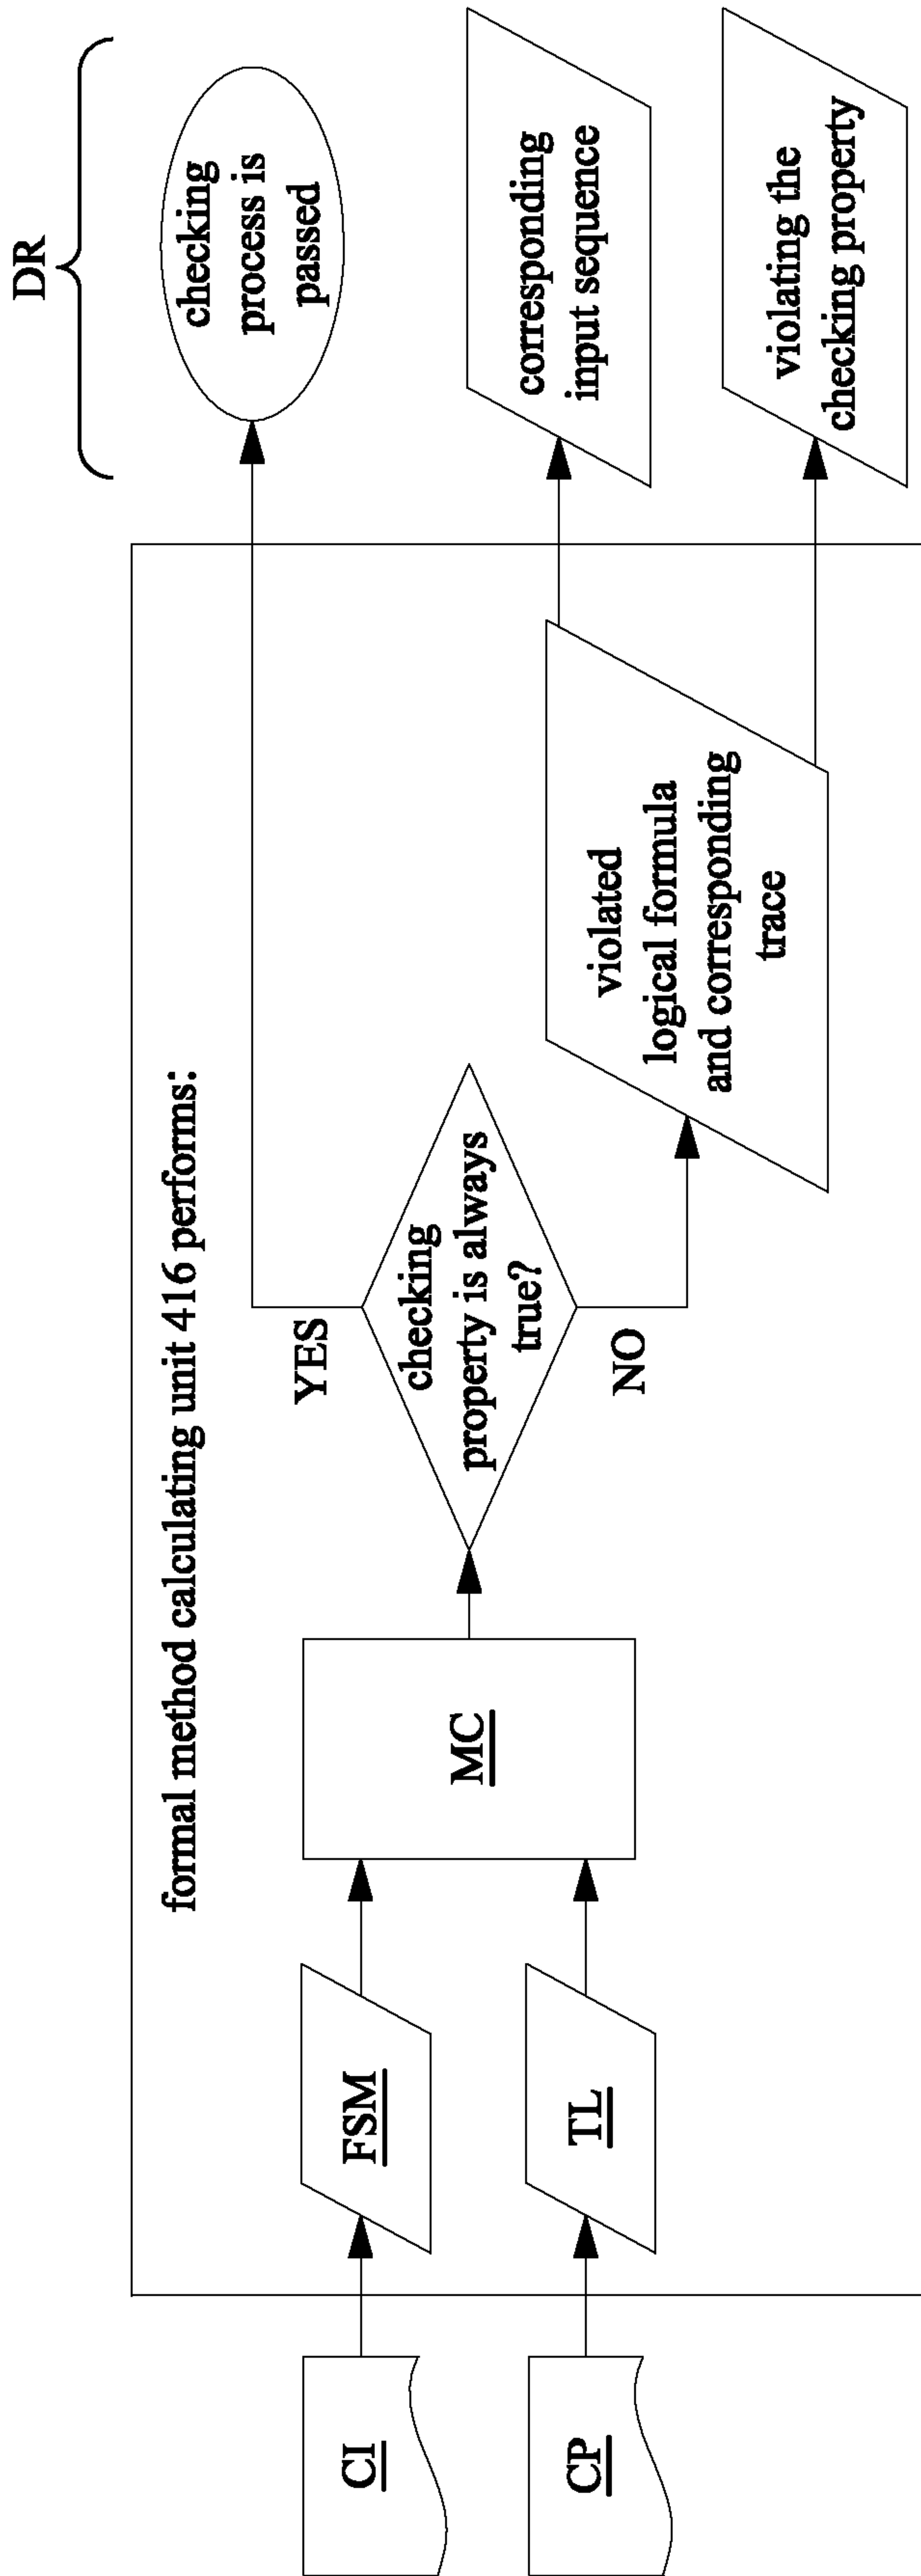 formal method calculating unit 416 performs:
CI
CP
FSM
TL
MC
checking
property is always
true?
YES
NO
violated
logical formula
and corresponding
trace
DR
checking
process is
passed
corresponding
input sequence
violating the
checking property